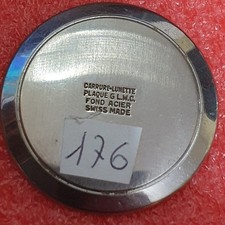 CARRURE-LUNETTE
PLAQUE G L.W.C.
FOND ACIER
SWISS MADE
176